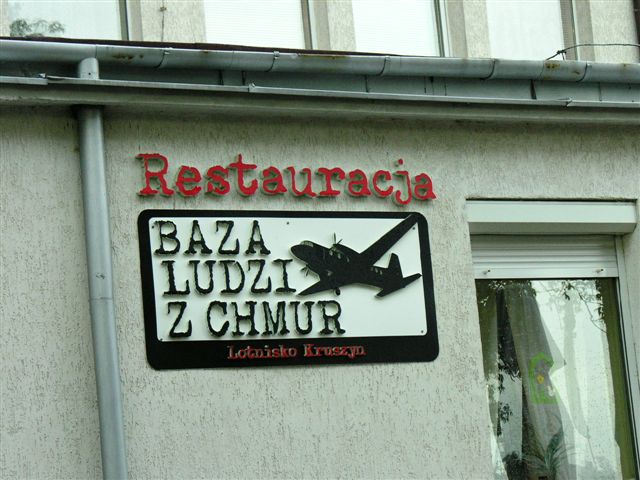 Restauracja
BAZA
LUDZI
Z CHMUR
Lotnisko Kruszyn